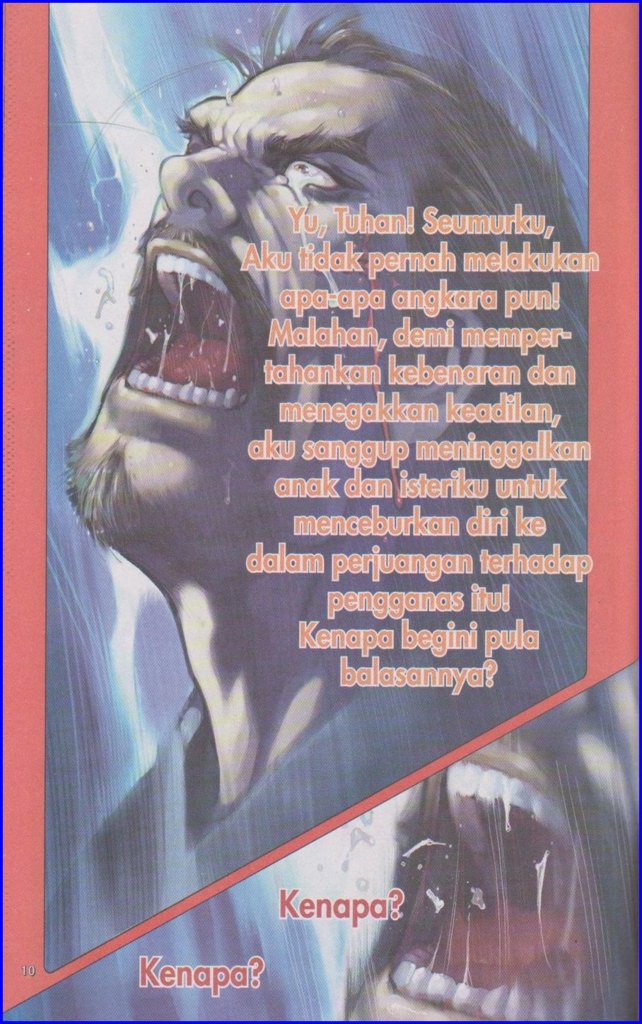 Yu, Tuhan! Seumurku,
Aku tidak pernah melakukan
apa-apa angkara pun!
Malahan, demi memper-
tahankan kebenaran dan
menegakkan keadilan,
aku sanggup meninggalkan
anak dan isteriku untuk
menceburkan diri ke
dalam perjuangan terhadap
pengganas itu!
Kenapa begini pula
balasannya?
Kenapa?
Kenapa?
10